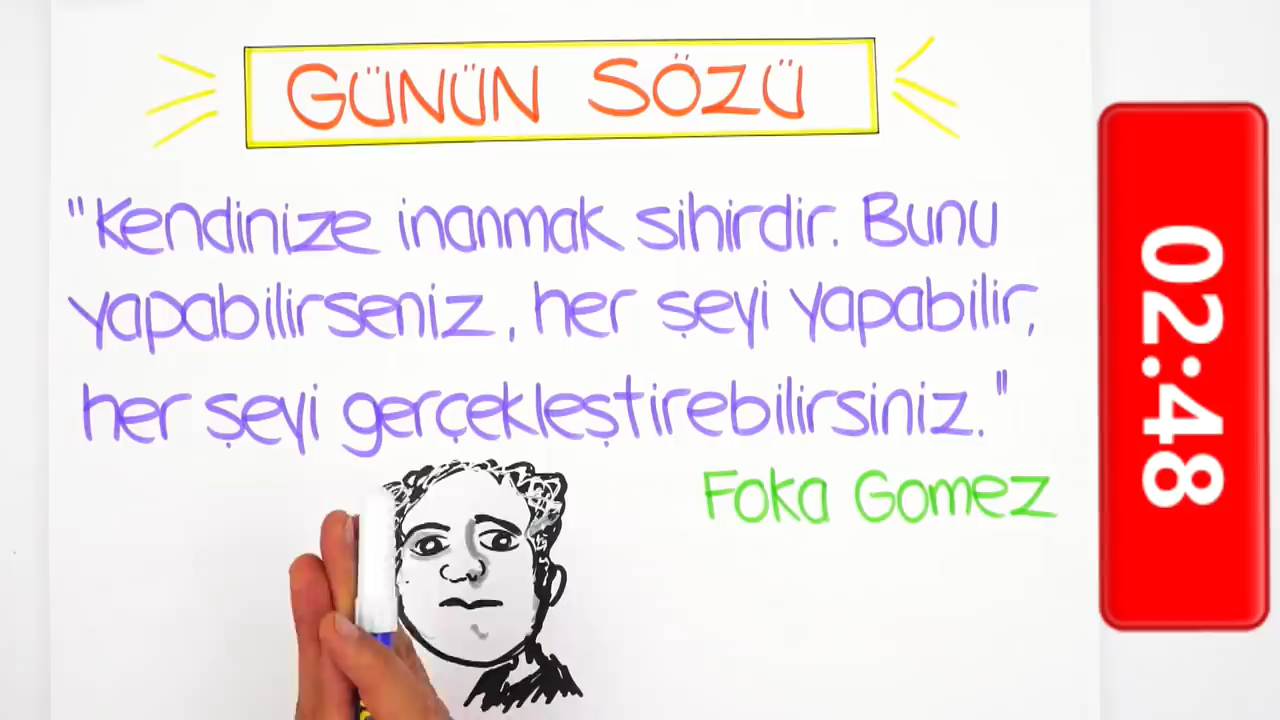 GÜNÜN SÖZÜ
"Kendinize inanmak sihirdir. Bunu
yapabilirseniz, her şeyi yapabilir,
her şeyi gerçekleştirebilirsiniz."
Foka Gomez
02:48